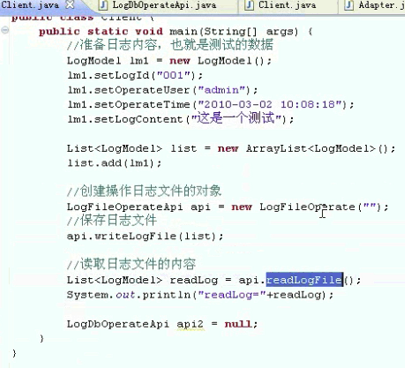 Client.java LogDbOperateApi.java Client.java Adapter.j
public class Client {
public static void main(String[] args) {
//准备日志内容，也就是测试的数据
LogModel lm1 = new LogModel();
lm1.setLogId("001");
lm1.setOperateUser("admin");
lm1.setOperateTime("2010-03-02 10:08:18");
lm1.setLogContent("这是一个测试");
List<LogModel> list = new ArrayList<LogModel>();
list.add(lm1);
//创建操作日志文件的对象
LogFileOperateApi api = new LogFileOperate("");
//保存日志文件
api.writeLogFile(list);
//读取日志文件的内容
List<LogModel> readLog = api.readLogFile();
System.out.println("readLog="+readLog);
LogDbOperateApi api2 = null;
}
}